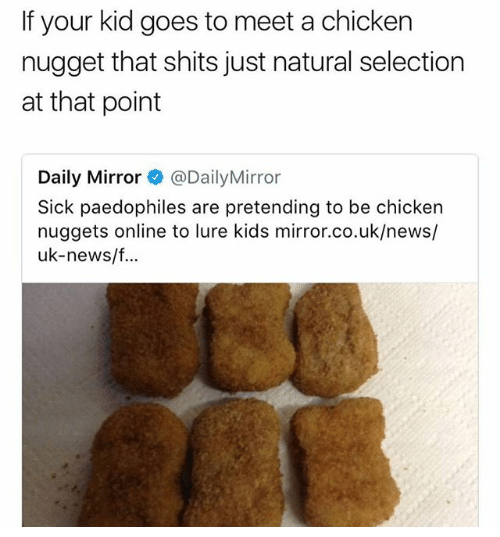 If your kid goes to meet a chicken
nugget that shits just natural selection
at that point
Daily Mirror @DailyMirror
Sick paedophiles are pretending to be chicken
nuggets online to lure kids mirror.co.uk/news/
uk-news/f...